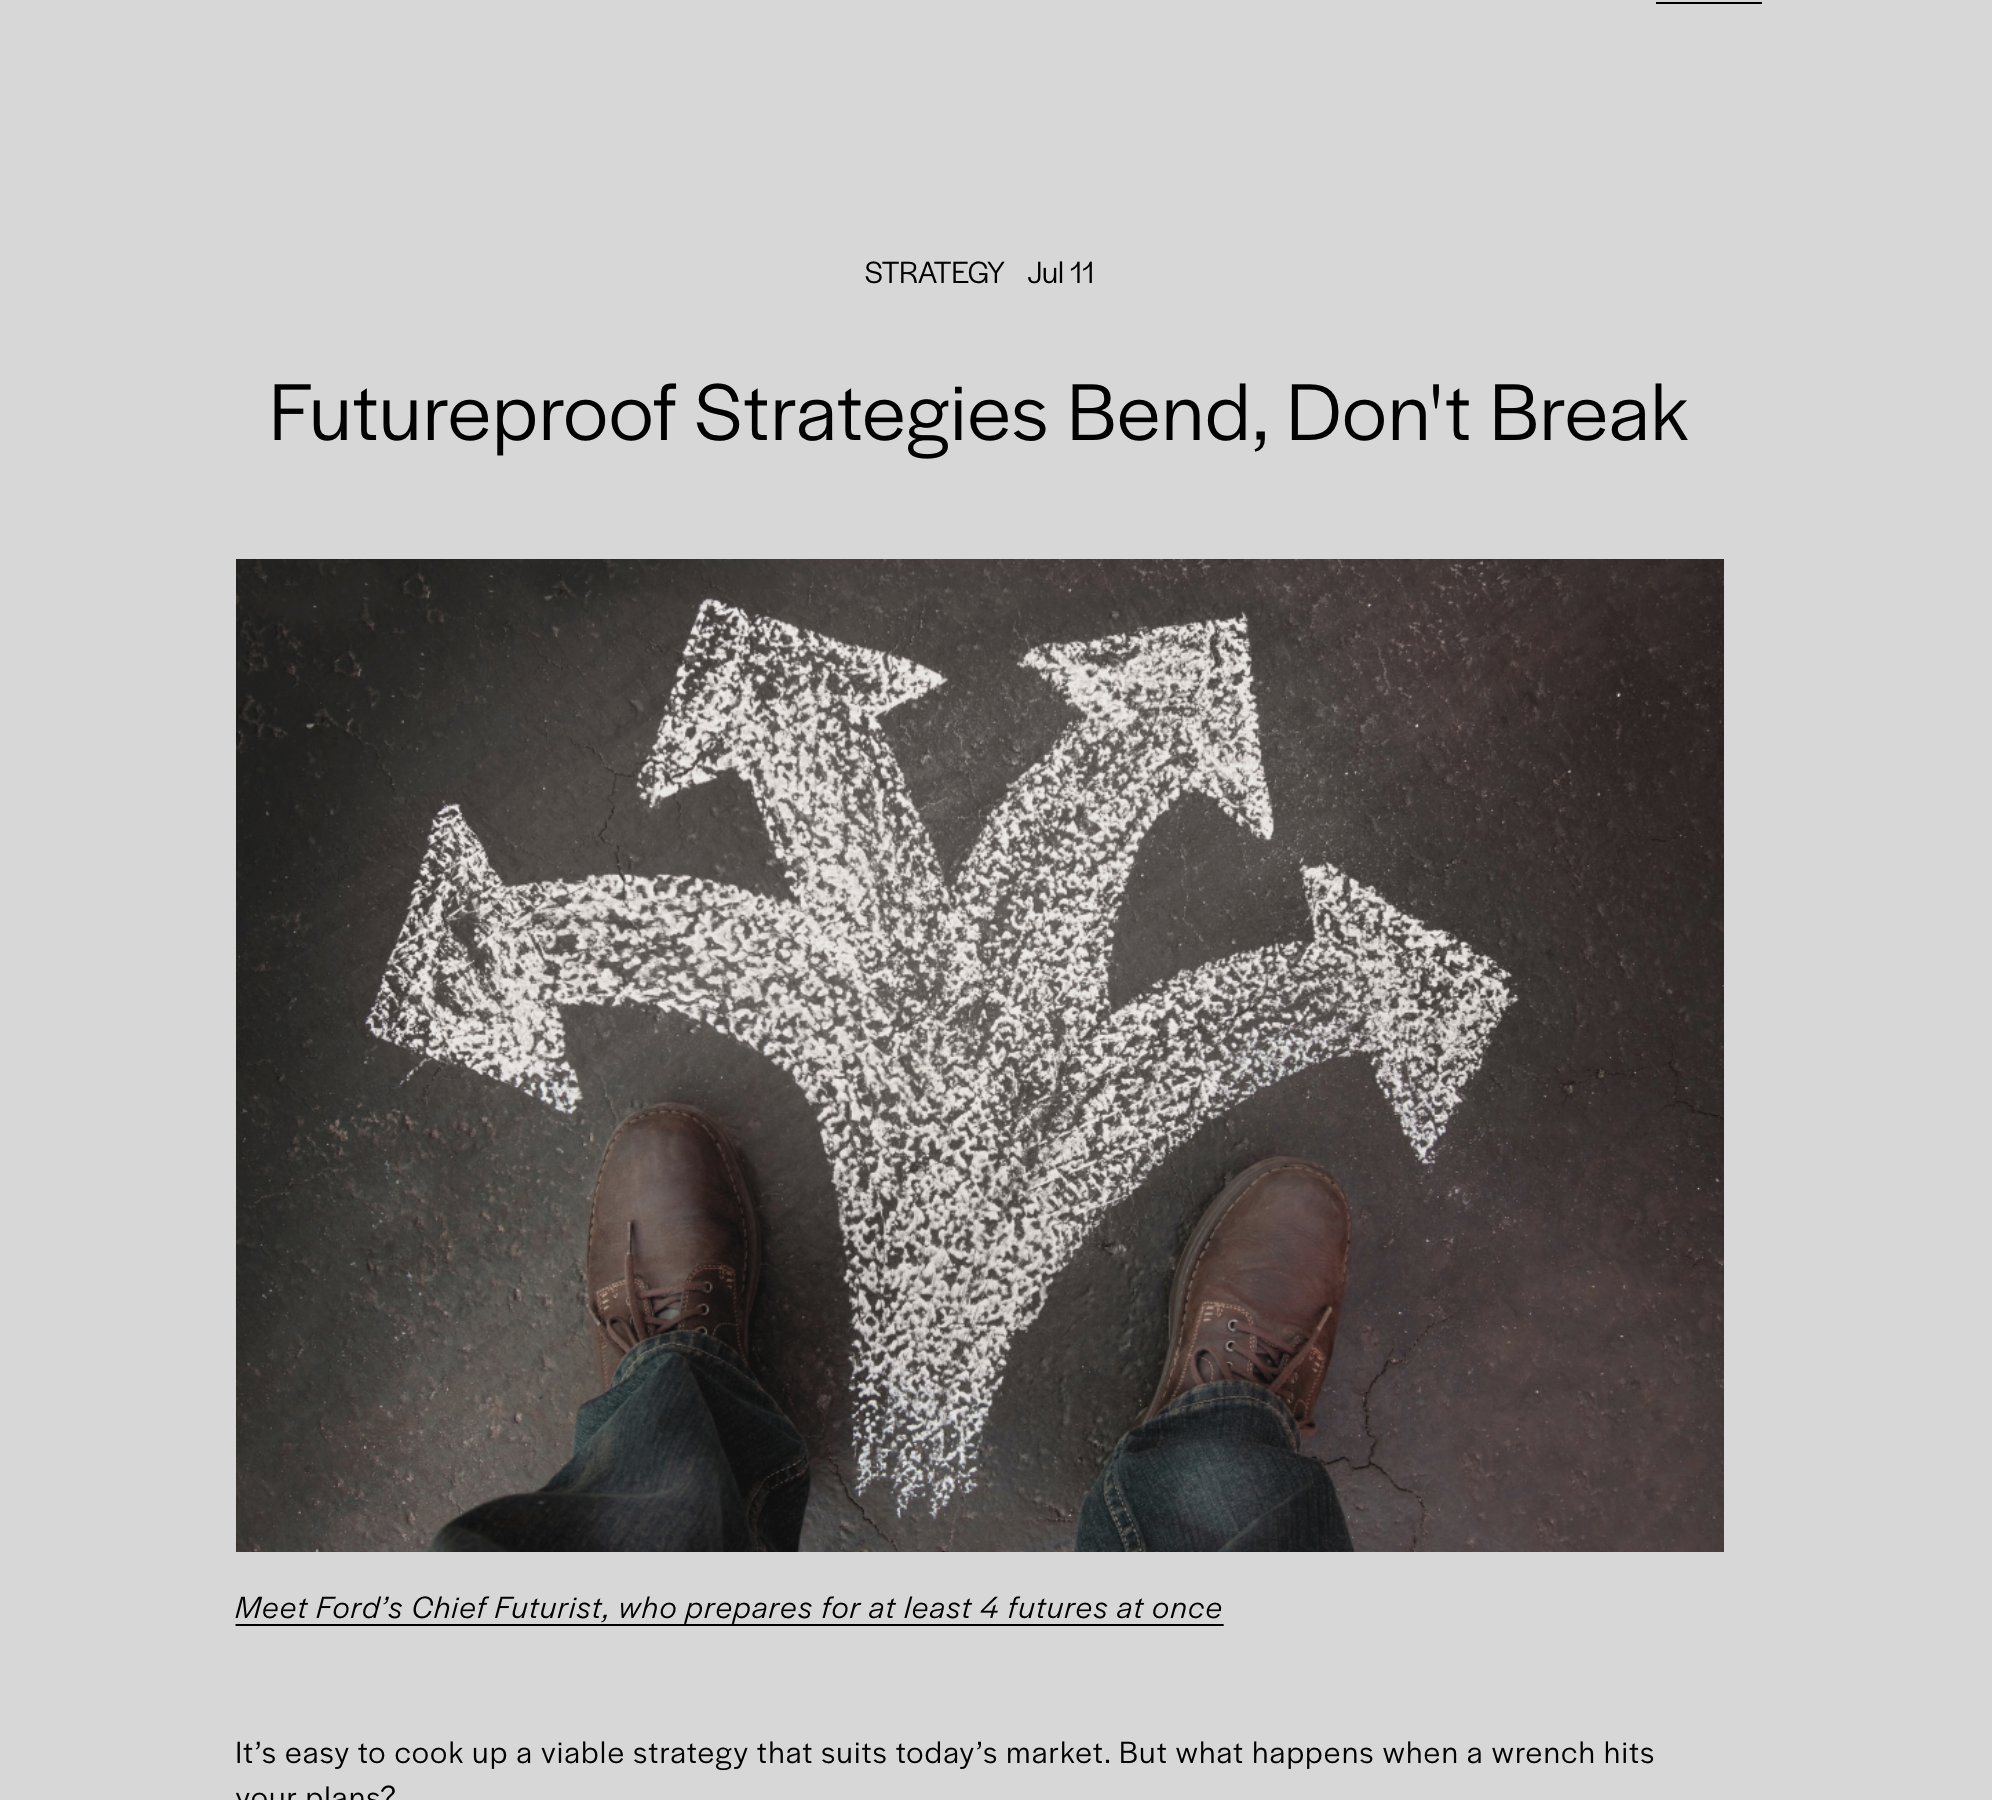 STRATEGY Jul 11
Futureproof Strategies Bend, Don't Break
Meet Ford’s Chief Futurist, who prepares for at least 4 futures at once
It’s easy to cook up a viable strategy that suits today’s market. But what happens when a wrench hits
your plans?